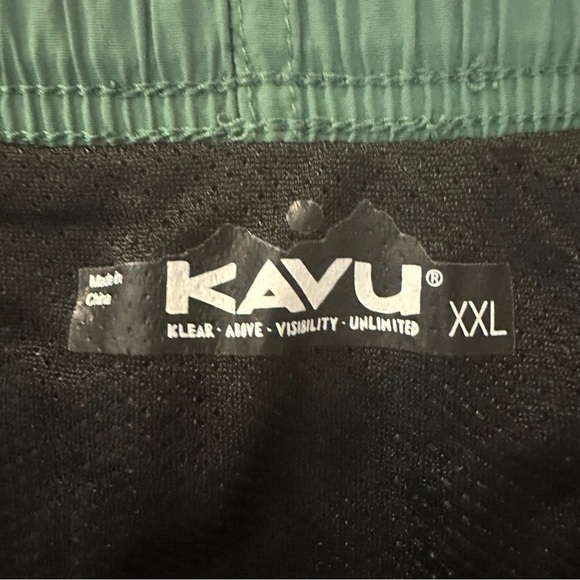 Made in
China
KAVU®
KLEAR · ABOVE · VISIBILITY · UNLIMITED
XXL